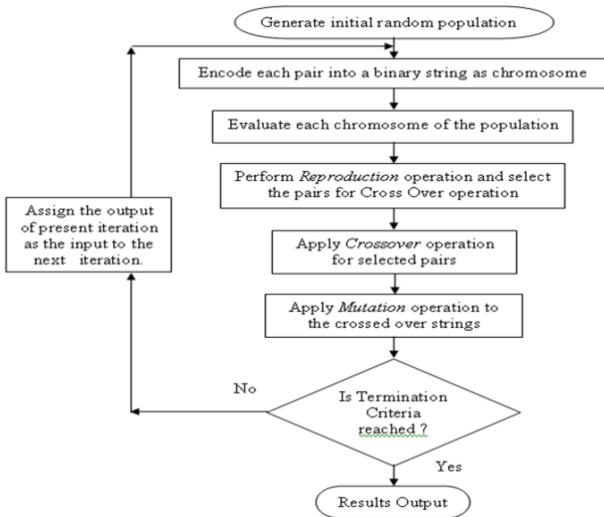 Generate initial random population
Encode each pair into a binary string as chromosome
Evaluate each chromosome of the population
Perform Reproduction operation and select
the pairs for Cross Over operation
Assign the output
of present iteration
as the input to the
next iteration.
Apply Crossover operation
for selected pairs
Apply Mutation operation to
the crossed over strings
No
Is Termination
Criteria
reached ?
Yes
Results Output